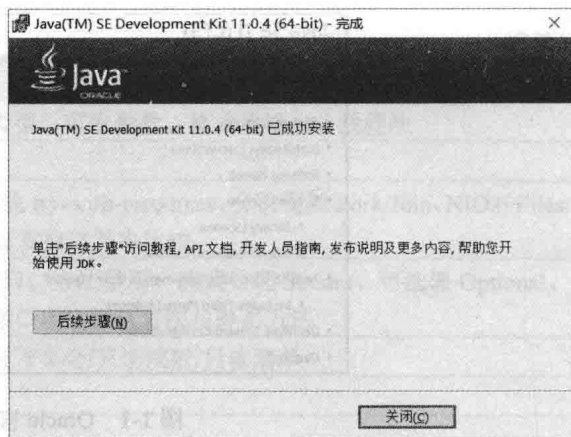 Java(TM) SE Development Kit 11.0.4 (64-bit) - 完成
Java
ORACLE
Java(TM) SE Development Kit 11.0.4 (64-bit) 已成功安装
单击"后续步骤"访问教程, API 文档, 开发人员指南, 发布说明及更多内容, 帮助您开
始使用 JDK。
后续步骤(N)
关闭(C)